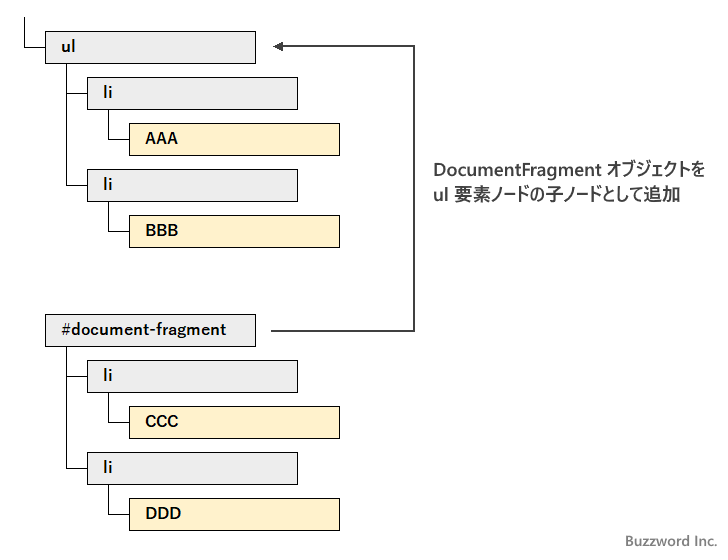 ul
li
AAA
li
BBB
DocumentFragment オブジェクトを
ul 要素ノードの子ノードとして追加
#document-fragment
li
CCC
li
DDD
Buzzword Inc.